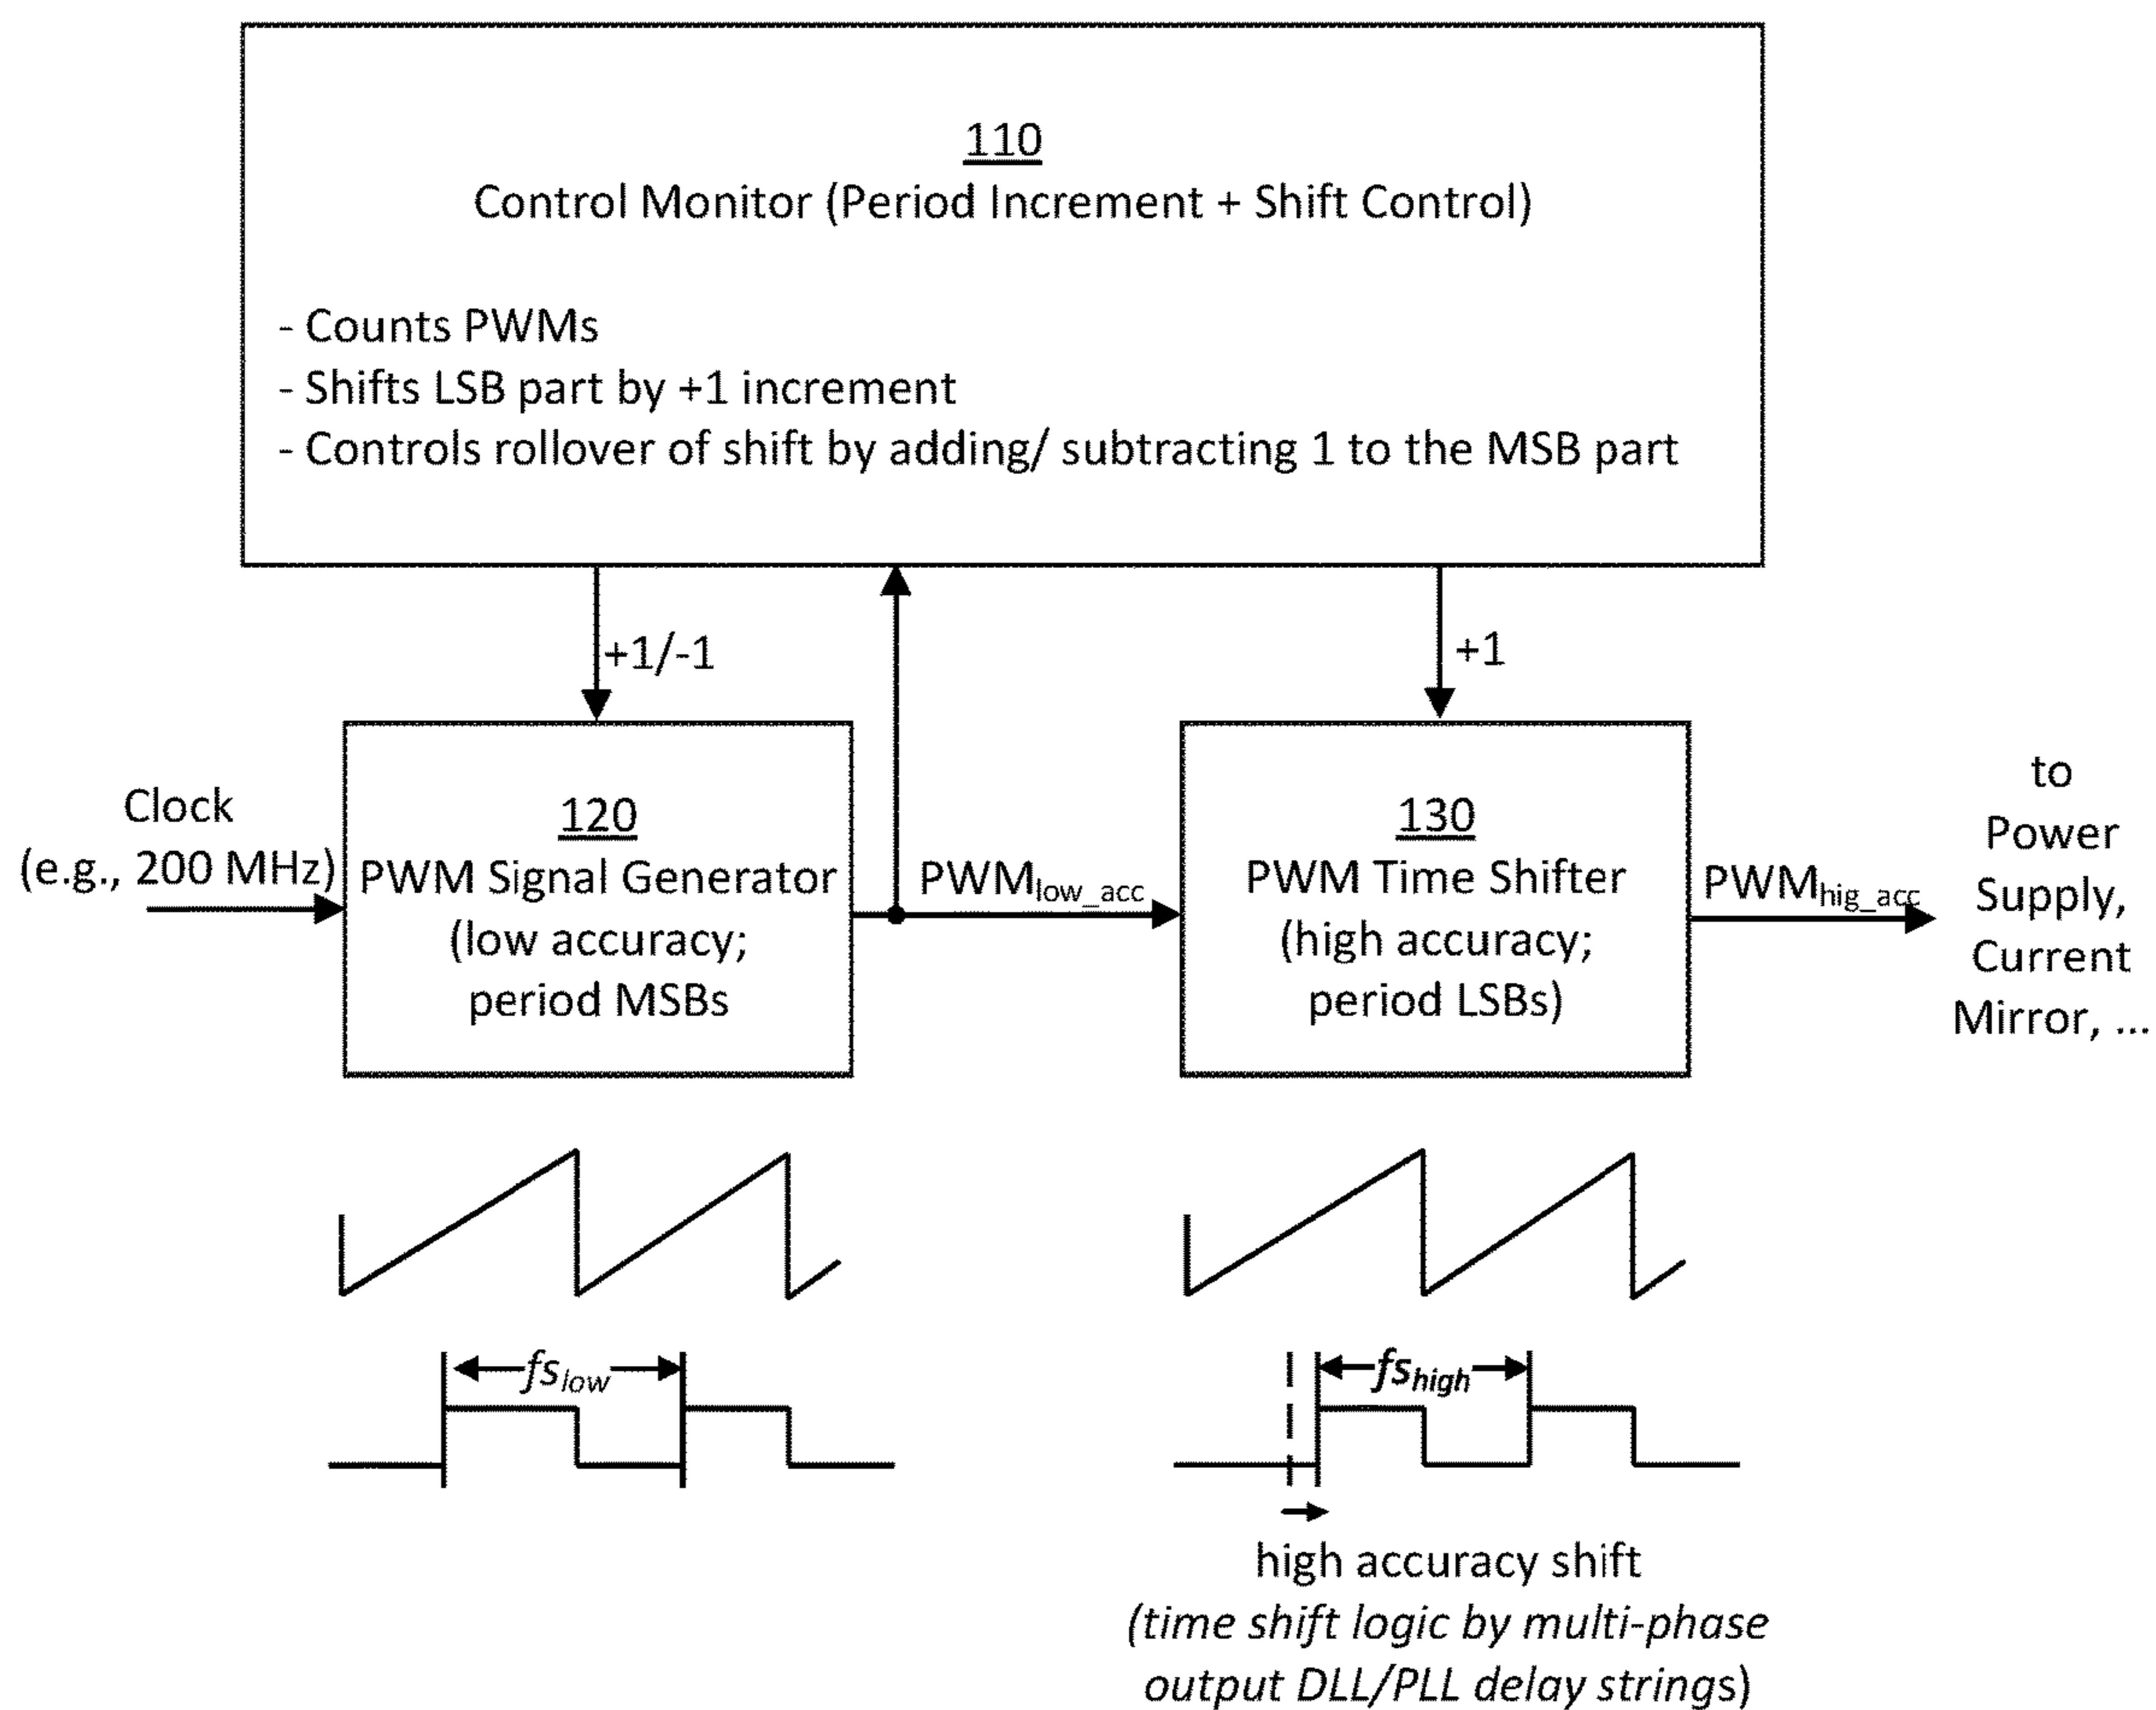 110
Control Monitor (Period Increment + Shift Control)
- Counts PWMs
- Shifts LSB part by +1 increment
- Controls rollover of shift by adding/ subtracting 1 to the MSB part
+1/-1
+1
Clock
(e.g., 200 MHz)
120
PWM Signal Generator
(low accuracy;
period MSBs
PWMlow_acc
130
PWM Time Shifter
(high accuracy;
period LSBs)
PWMhig_acc
to
Power
Supply,
Current
Mirror, ...
fslow
fshigh
high accuracy shift
(time shift logic by multi-phase
output DLL/PLL delay strings)